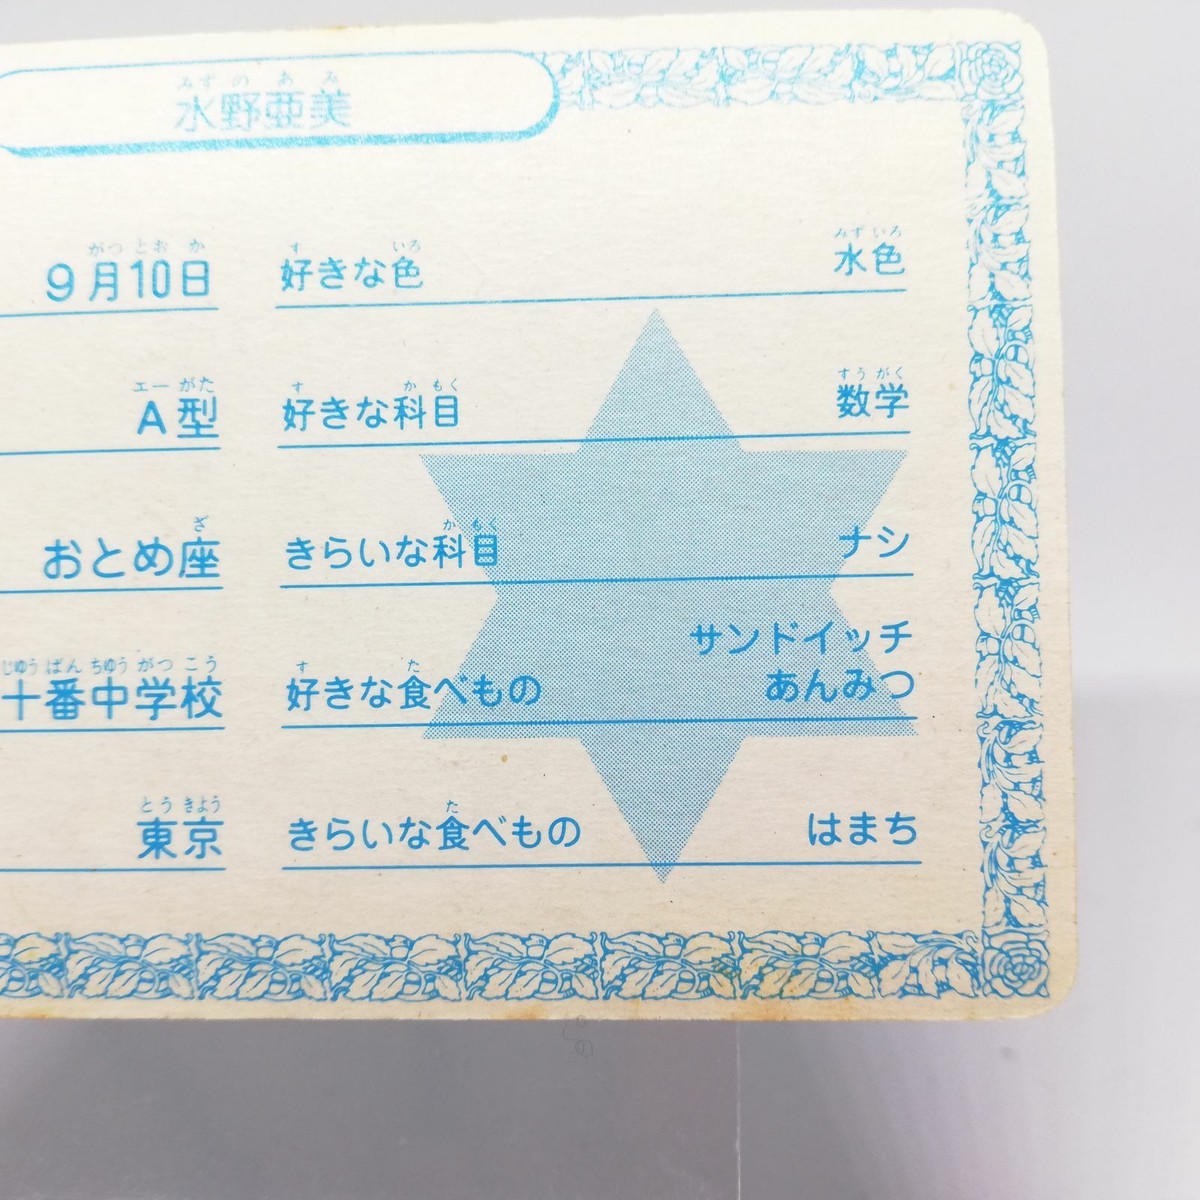 みずのあみ
水野亜美
がつとおか
9月10日
エーがた
A型
ざ
おとめ座
じゅうばんちゅうがっこう
十番中学校
とうきょう
東京
すいろ
好きな色
みずいろ
水色
すかもく
好きな科目
すうがく
数学
かもく
きらいな科目
ナシ
すた
好きな食べもの
サンドイッチ
あんみつ
た
きらいな食べもの
はまち